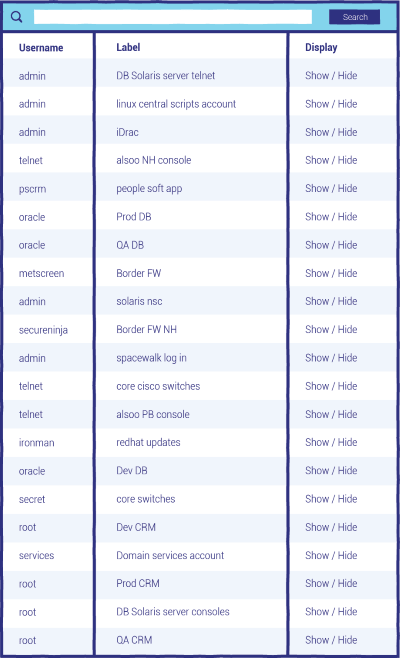 Search
Username Label Display
admin DB Solaris server telnet Show / Hide
admin linux central scripts account Show / Hide
admin iDrac Show / Hide
telnet alsoo NH console Show / Hide
pscrm people soft app Show / Hide
oracle Prod DB Show / Hide
oracle QA DB Show / Hide
metscreen Border FW Show / Hide
admin solaris nsc Show / Hide
secureninja Border FW NH Show / Hide
admin spacewalk log in Show / Hide
telnet core cisco switches Show / Hide
telnet alsoo PB console Show / Hide
ironman redhat updates Show / Hide
oracle Dev DB Show / Hide
secret core switches Show / Hide
root Dev CRM Show / Hide
services Domain services account Show / Hide
root Prod CRM Show / Hide
root DB Solaris server consoles Show / Hide
root QA CRM Show / Hide